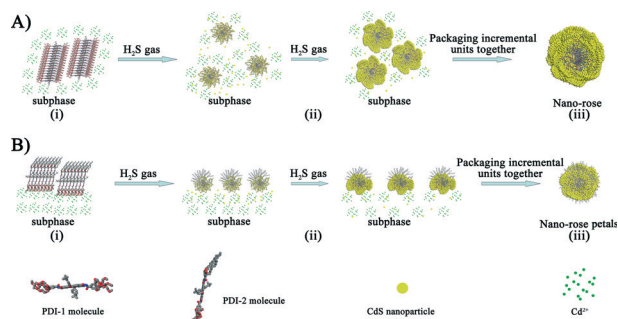 A)
H₂S gas
H₂S gas
Packaging incremental
units together
subphase
subphase
subphase
Nano-rose
(i)
(ii)
(iii)
B)
H₂S gas
H₂S gas
Packaging incremental
units together
subphase
subphase
subphase
Nano-rose petals
(i)
(ii)
(iii)
PDI-1 molecule
PDI-2 molecule
CdS nanoparticle
Cd²⁺